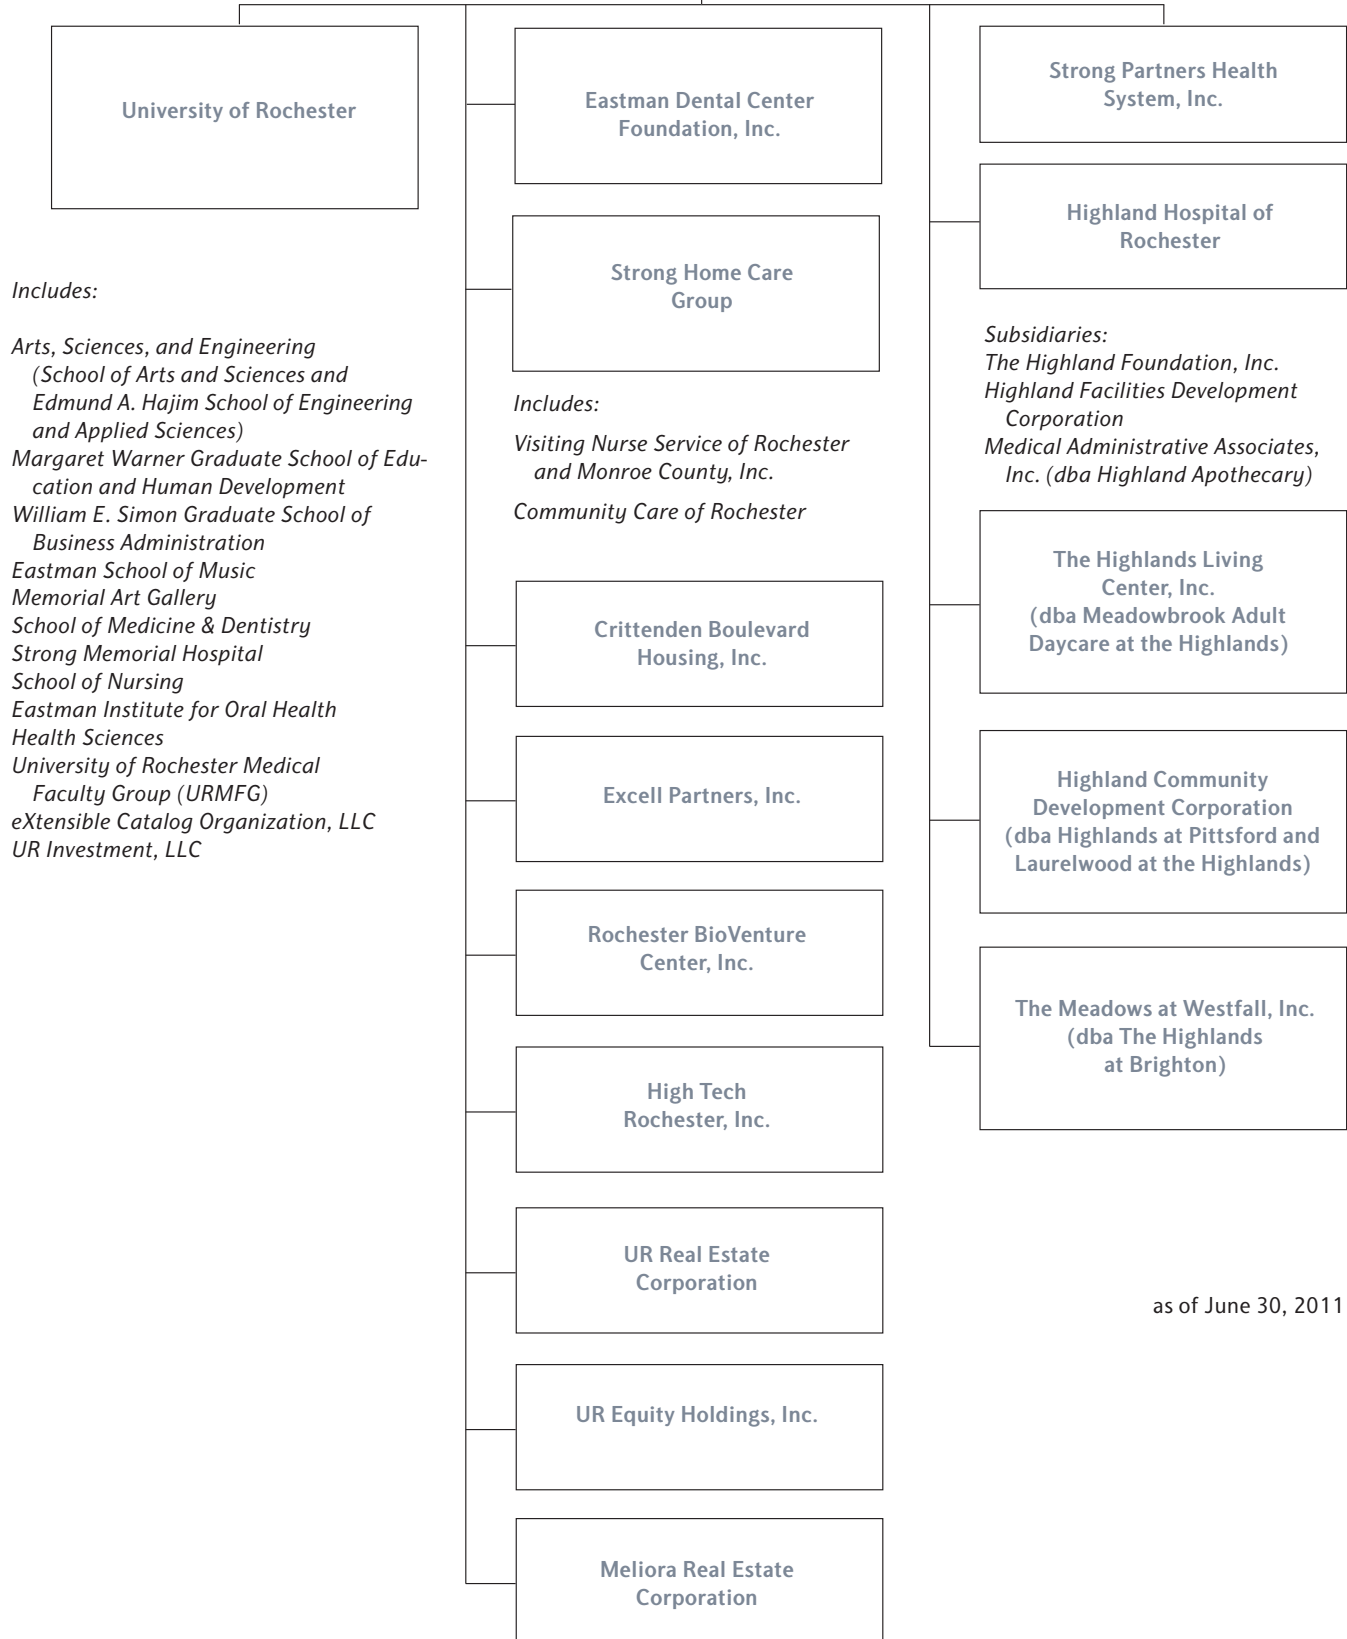 University of Rochester
Includes:
Arts, Sciences, and Engineering
(School of Arts and Sciences and
Edmund A. Hajim School of Engineering
and Applied Sciences)
Margaret Warner Graduate School of Edu-
cation and Human Development
William E. Simon Graduate School of
Business Administration
Eastman School of Music
Memorial Art Gallery
School of Medicine & Dentistry
Strong Memorial Hospital
School of Nursing
Eastman Institute for Oral Health
Health Sciences
University of Rochester Medical
Faculty Group (URMFG)
eXtensible Catalog Organization, LLC
UR Investment, LLC
Eastman Dental Center
Foundation, Inc.
Strong Home Care
Group
Includes:
Visiting Nurse Service of Rochester
and Monroe County, Inc.
Community Care of Rochester
Crittenden Boulevard
Housing, Inc.
Excell Partners, Inc.
Rochester BioVenture
Center, Inc.
High Tech
Rochester, Inc.
UR Real Estate
Corporation
UR Equity Holdings, Inc.
Meliora Real Estate
Corporation
Strong Partners Health
System, Inc.
Highland Hospital of
Rochester
Subsidiaries:
The Highland Foundation, Inc.
Highland Facilities Development
Corporation
Medical Administrative Associates,
Inc. (dba Highland Apothecary)
The Highlands Living
Center, Inc.
(dba Meadowbrook Adult
Daycare at the Highlands)
Highland Community
Development Corporation
(dba Highlands at Pittsford and
Laurelwood at the Highlands)
The Meadows at Westfall, Inc.
(dba The Highlands
at Brighton)
as of June 30, 2011